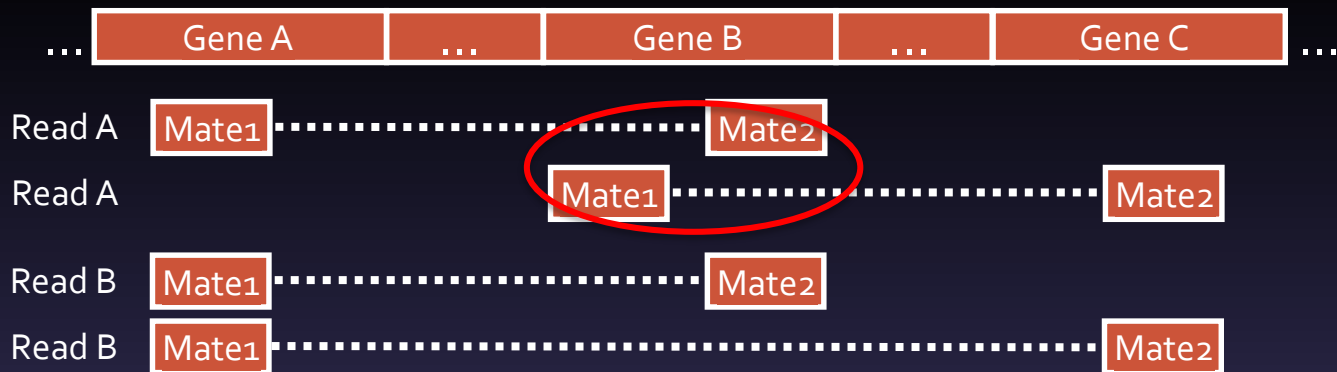 ... Gene A ... Gene B ... Gene C ...
Read A Mate1 Mate2
Read A Mate1 Mate2
Read B Mate1 Mate2
Read B Mate1 Mate2